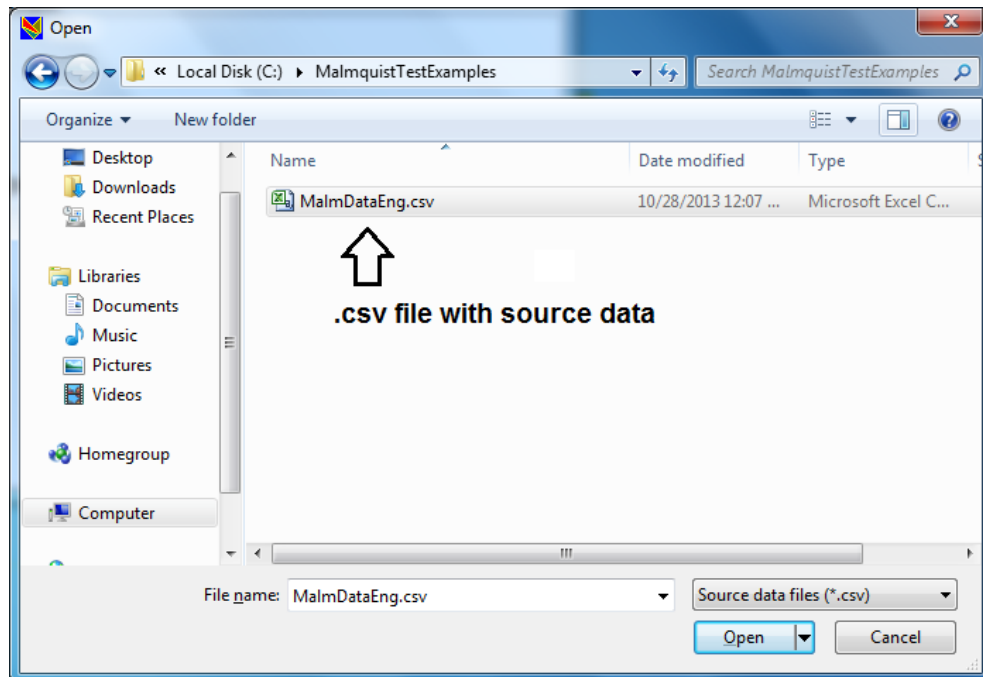 Open
« Local Disk (C:) ▸ MalmquistTestExamples
Search MalmquistTestExamples
Organize ▾ New folder
Name Date modified Type
Desktop
Downloads
Recent Places
MalmDataEng.csv 10/28/2013 12:07 ... Microsoft Excel C...
.csv file with source data
Libraries
Documents
Music
Pictures
Videos
Homegroup
Computer
File name: MalmDataEng.csv Source data files (*.csv)
Open Cancel